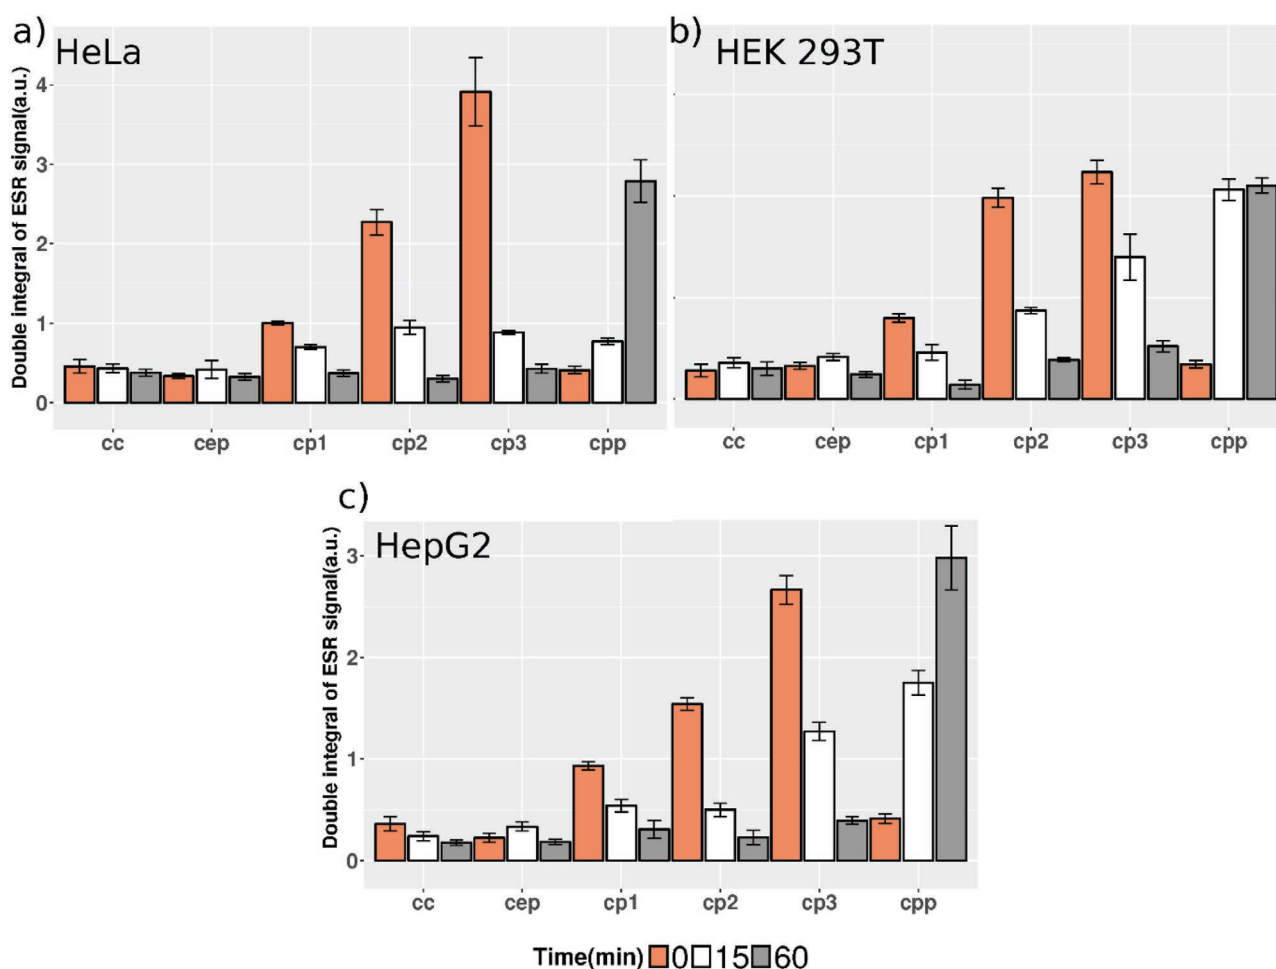 a)
HeLa
Double integral of ESR signal(a.u.)
4
3
2
1
0
cc cep cp1 cp2 cp3 cpp
b)
HEK 293T
cc cep cp1 cp2 cp3 cpp
c)
HepG2
Double integral of ESR signal(a.u.)
3
2
1
0
cc cep cp1 cp2 cp3 cpp
Time(min) 0 15 60